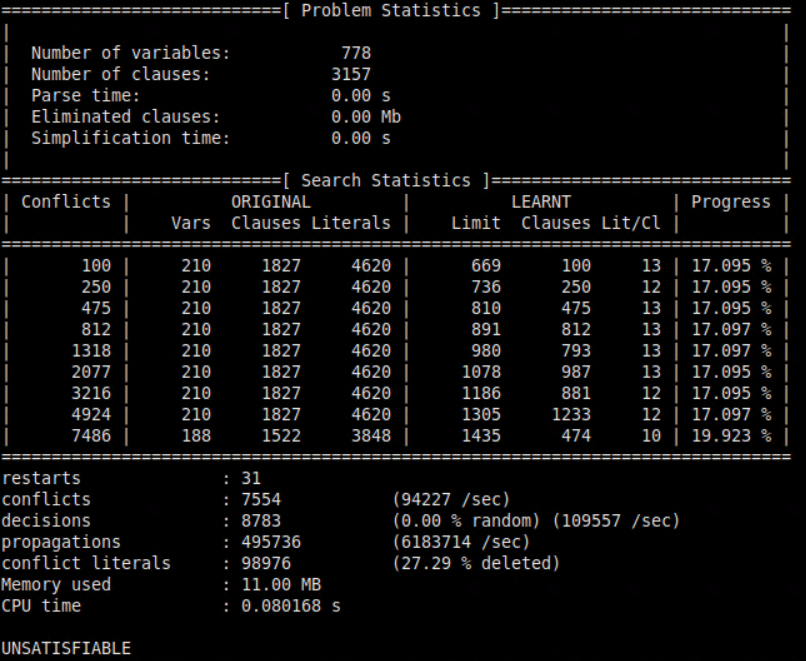 ============================[ Problem Statistics ]=============================
|                                                                             |
|  Number of variables:           778                                         |
|  Number of clauses:            3157                                         |
|  Parse time:                   0.00 s                                       |
|  Eliminated clauses:           0.00 Mb                                      |
|  Simplification time:          0.00 s                                       |
|                                                                             |
============================[ Search Statistics ]==============================
| Conflicts |          ORIGINAL         |          LEARNT          | Progress |
|           |    Vars  Clauses Literals |    Limit  Clauses Lit/Cl |          |
===============================================================================
|       100 |     210     1827     4620 |      669      100     13 | 17.095 % |
|       250 |     210     1827     4620 |      736      250     12 | 17.095 % |
|       475 |     210     1827     4620 |      810      475     13 | 17.095 % |
|       812 |     210     1827     4620 |      891      812     13 | 17.097 % |
|      1318 |     210     1827     4620 |      980      793     13 | 17.097 % |
|      2077 |     210     1827     4620 |     1078      987     13 | 17.095 % |
|      3216 |     210     1827     4620 |     1186      881     12 | 17.095 % |
|      4924 |     210     1827     4620 |     1305     1233     12 | 17.097 % |
|      7486 |     188     1522     3848 |     1435      474     10 | 19.923 % |
===============================================================================
restarts              : 31
conflicts             : 7554           (94227 /sec)
decisions             : 8783           (0.00 % random) (109557 /sec)
propagations          : 495736         (6183714 /sec)
conflict literals     : 98976          (27.29 % deleted)
Memory used           : 11.00 MB
CPU time              : 0.080168 s

UNSATISFIABLE